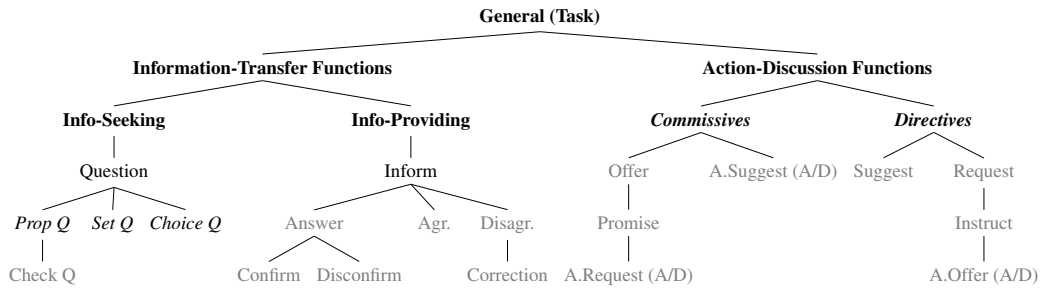 General (Task)
Information-Transfer Functions Action-Discussion Functions
Info-Seeking Info-Providing Commissives Directives
Question Inform Offer A.Suggest (A/D) Suggest Request
Prop Q Set Q Choice Q Answer Agr. Disagr. Promise Instruct
Check Q Confirm Disconfirm Correction A.Request (A/D) A.Offer (A/D)